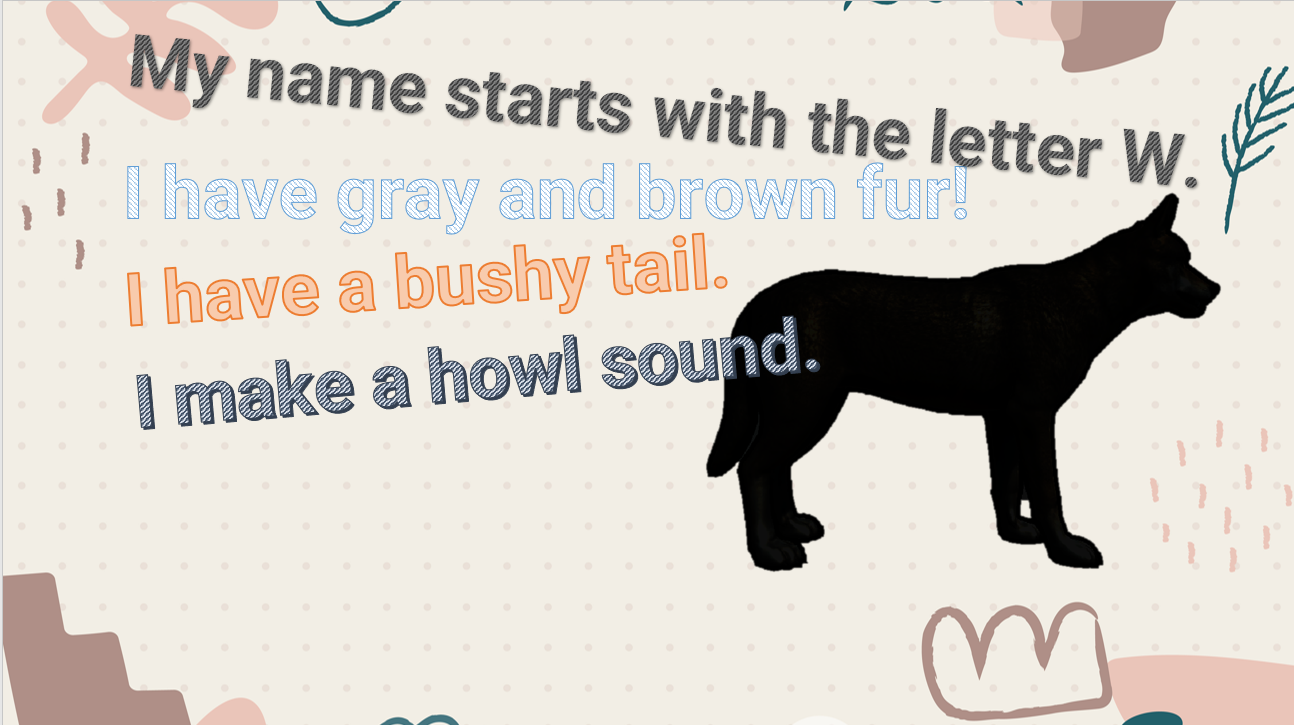 My name starts with the letter W.
I have gray and brown fur!
I have a bushy tail.
I make a howl sound.